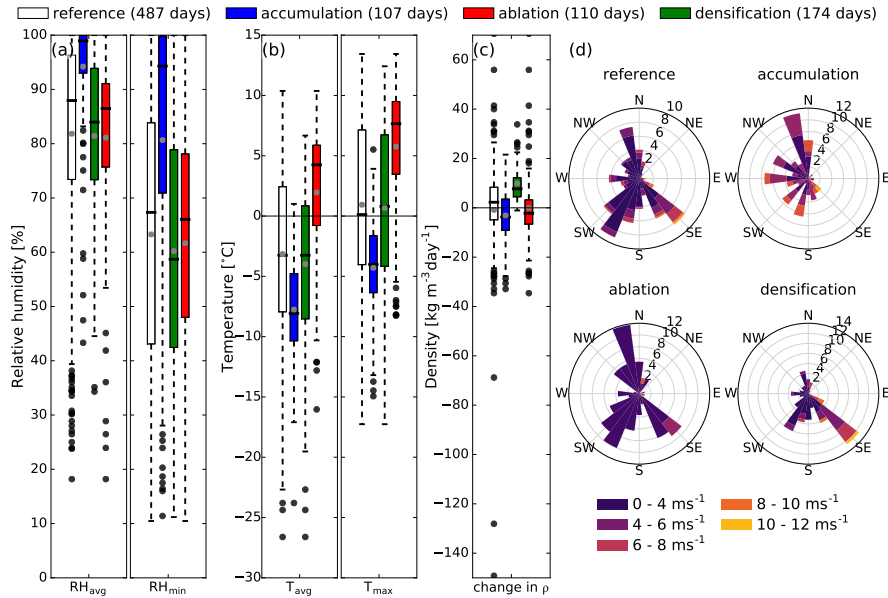 reference (487 days) accumulation (107 days) ablation (110 days) densification (174 days)
(a) (b) (c) (d)
Relative humidity [%]
100
90
80
70
60
50
40
30
20
10
0
RHavg RHmin
Temperature [°C]
15
10
5
0
−5
−10
−15
−20
−25
−30
Tavg Tmax
Density [kg m⁻³day⁻¹]
70
60
50
40
20
0
−20
−40
−60
−80
−100
−120
−140
change in ρ
reference
N NE E SE S SW W NW
2 4 6 8 10
accumulation
N NE E SE S SW W NW
2 4 6 8 10 12
ablation
N NE E SE S SW W NW
2 4 6 8 10 12
densification
N NE E SE S SW W NW
2 4 6 8 10 12 14
0 - 4 ms⁻¹
4 - 6 ms⁻¹
6 - 8 ms⁻¹
8 - 10 ms⁻¹
10 - 12 ms⁻¹